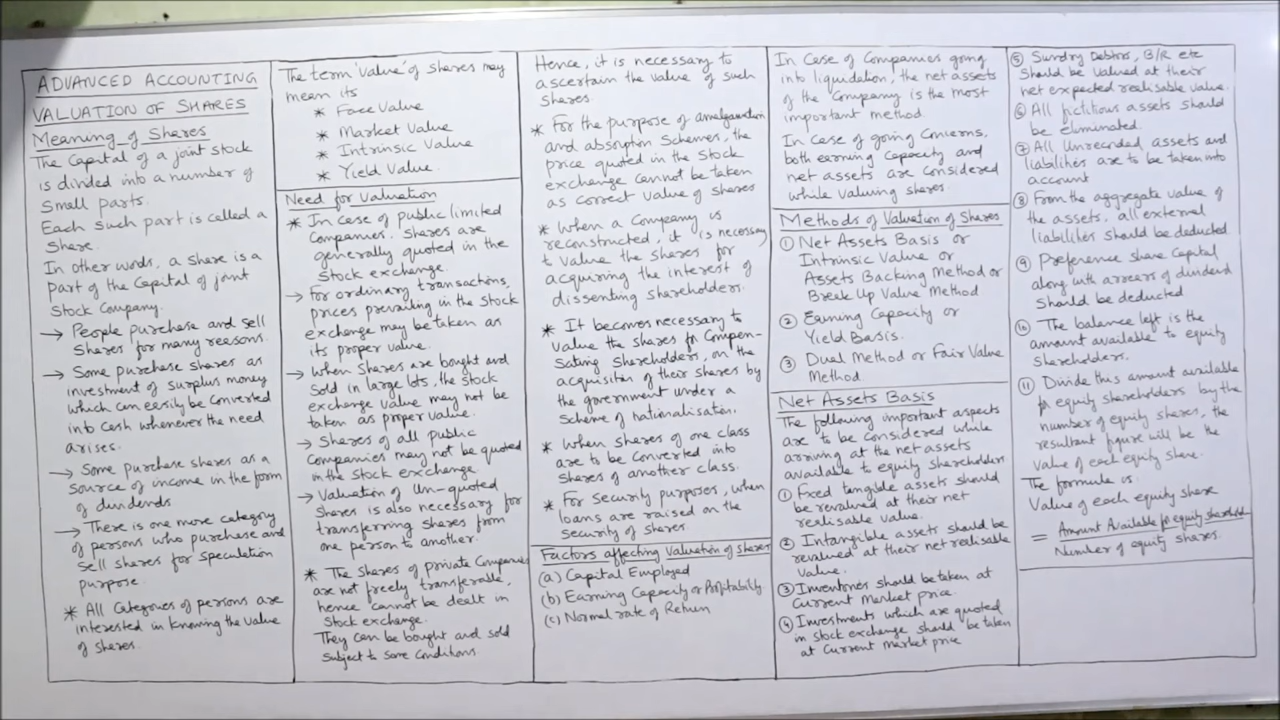 ADVANCED ACCOUNTING
VALUATION OF SHARES
Meaning of Shares
The Capital of a joint stock
is divided into a number of
small parts.
Each such part is called a
Share.
In other words, a share is a
part of the Capital of joint
Stock Company.
→ People purchase and sell
shares for many reasons.
→ Some purchase shares as
investment of surplus money
which can easily be converted
into cash whenever the need
arises.
→ Some purchase shares as a
source of income in the form
of dividends
→ There is one more category
of persons who purchase and
sell shares for speculation
purpose.
* All Categories of persons are
interested in knowing the value
of shares.
The term 'value' of shares may
mean its
* Face Value
* Market Value
* Intrinsic Value
* Yield Value.
Need for Valuation
* In case of public limited
Companies, shares are
generally quoted in the
Stock exchange.
→ For ordinary transactions,
prices prevailing in the stock
exchange may be taken as
its proper value.
→ When shares are bought and
Sold in large lots, the stock
exchange value may not be
taken as proper value.
→ Shares of all public
Companies may not be quoted
in the stock exchange.
→ Valuation of Un-quoted
shares is also necessary for
transferring shares from
one person to another.
* The shares of private Companies
are not freely transferable,
hence cannot be dealt in
Stock exchange.
They can be bought and sold
subject to some conditions
Hence, it is necessary to
ascertain the value of such
shares.
* For the purpose of amalgamation
and absorption Schemes, the
price quoted in the Stock
exchange cannot be taken
as correct value of shares
* When a Company is
reconstructed, it is necessary
to value the shares for
acquiring the interest of
dissenting shareholders.
* It becomes necessary to
value the shares for Compen-
sating Shareholders, on the
acquisition of their shares by
the government under a
Scheme of nationalisation.
* When shares of one class
are to be converted into
Shares of another class.
* For security purposes, when
loans are raised on the
security of shares.
Factors affecting Valuation of shares
(a) Capital Employed
(b) Earning Capacity or Profitability
(c) Normal rate of Return
In Case of Companies going
into liquidation, the net assets
of the Company is the most
important method.
In case of going Concerns,
both earning Capacity and
net assets are considered
while valuing shares.
Methods of Valuation of Shares
① Net Assets Basis or
Intrinsic Value or
Assets Backing Method or
Break Up Value Method
② Earning Capacity or
Yield Basis.
③ Dual Method or Fair Value
Method.
Net Assets Basis
The following important aspects
are to be considered while
arriving at the net assets
available to equity shareholders
① Fixed tangible assets should
be revalued at their net
realisable value.
② Intangible assets should be
revalued at their net realisable
value.
③ Inventories should be taken at
Current market price.
④ Investments which are quoted
in stock exchange should be taken
at current market price
⑤ Sundry Debtors, B/R etc
should be valued at their
net expected realisable value.
⑥ All fictitious assets should
be eliminated.
⑦ All Unrecorded assets and
liabilities are to be taken into
account
⑧ From the aggregate value of
the assets, all external
liabilities should be deducted
⑨ Preference share Capital
along with arrears of dividend
should be deducted
⑩ The balance left is the
amount available to equity
shareholders.
⑪ Divide this amount available
for equity shareholders by the
number of equity shares, the
resultant figure will be the
value of each equity share.
The formula is.
Value of each equity share
= Amount Available for equity shareholders
Number of equity shares.